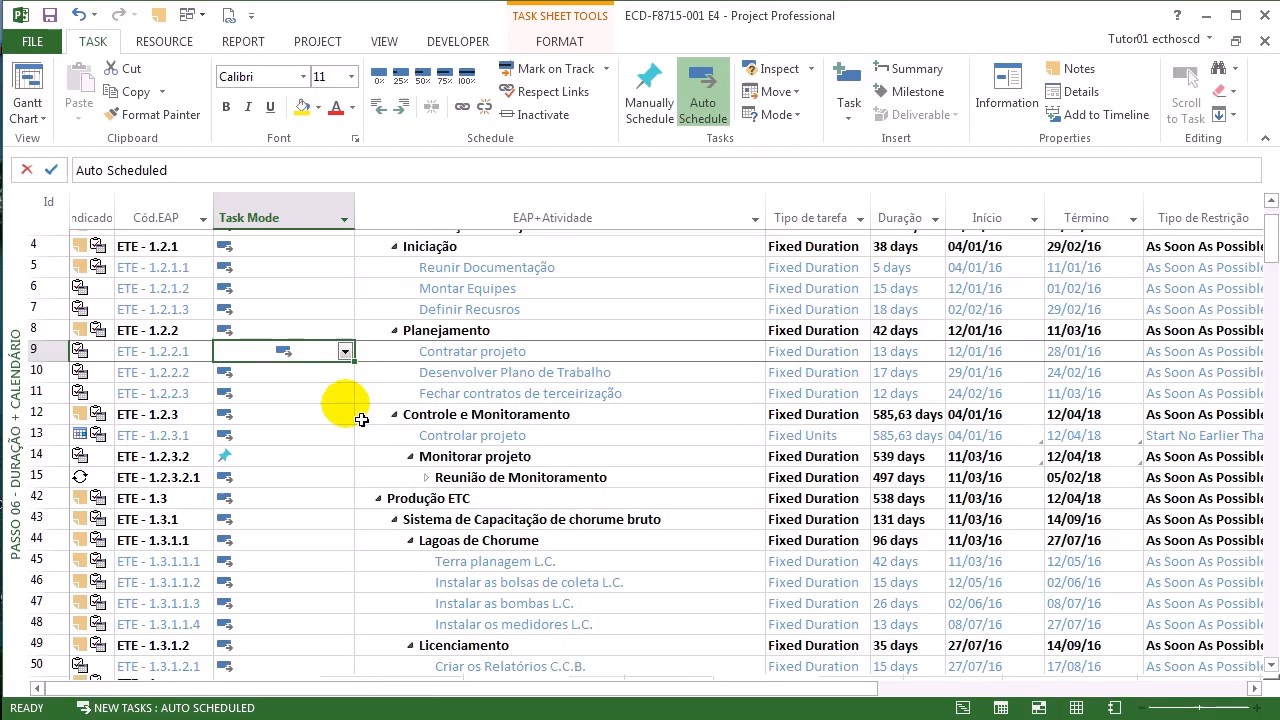 TASK SHEET TOOLS
ECD-F8715-001 E4 - Project Professional
FILE TASK RESOURCE REPORT PROJECT VIEW DEVELOPER FORMAT
Tutor01 ecthoscd
Gantt Chart
View
Paste
Cut
Copy
Format Painter
Clipboard
Calibri 11
B I U A
Font
0% 25% 50% 75% 100%
Mark on Track
Respect Links
Inactivate
Schedule
Manually Schedule
Auto Schedule
Inspect
Move
Mode
Tasks
Task
Summary
Milestone
Deliverable
Insert
Information
Notes
Details
Add to Timeline
Properties
Scroll to Task
Editing
Auto Scheduled
Id ndicado Cód.EAP Task Mode EAP+Atividade Tipo de tarefa Duração Início Término Tipo de Restrição
4 ETE - 1.2.1 Iniciação Fixed Duration 38 days 04/01/16 29/02/16 As Soon As Possible
5 ETE - 1.2.1.1 Reunir Documentação Fixed Duration 5 days 04/01/16 11/01/16 As Soon As Possible
6 ETE - 1.2.1.2 Montar Equipes Fixed Duration 15 days 12/01/16 01/02/16 As Soon As Possible
7 ETE - 1.2.1.3 Definir Recusros Fixed Duration 18 days 02/02/16 29/02/16 As Soon As Possible
8 ETE - 1.2.2 Planejamento Fixed Duration 42 days 12/01/16 11/03/16 As Soon As Possible
9 ETE - 1.2.2.1 Contratar projeto Fixed Duration 13 days 12/01/16 28/01/16 As Soon As Possible
10 ETE - 1.2.2.2 Desenvolver Plano de Trabalho Fixed Duration 17 days 29/01/16 24/02/16 As Soon As Possible
11 ETE - 1.2.2.3 Fechar contratos de terceirização Fixed Duration 12 days 24/02/16 11/03/16 As Soon As Possible
12 ETE - 1.2.3 Controle e Monitoramento Fixed Duration 585,63 days 04/01/16 12/04/18 As Soon As Possible
13 ETE - 1.2.3.1 Controlar projeto Fixed Units 585,63 days 04/01/16 12/04/18 Start No Earlier Tha
14 ETE - 1.2.3.2 Monitorar projeto Fixed Duration 539 days 11/03/16 12/04/18 As Soon As Possible
15 ETE - 1.2.3.2.1 Reunião de Monitoramento Fixed Duration 497 days 11/03/16 05/02/18 As Soon As Possible
42 ETE - 1.3 Produção ETC Fixed Duration 538 days 11/03/16 12/04/18 As Soon As Possible
43 ETE - 1.3.1 Sistema de Capacitação de chorume bruto Fixed Duration 131 days 11/03/16 14/09/16 As Soon As Possible
44 ETE - 1.3.1.1 Lagoas de Chorume Fixed Duration 96 days 11/03/16 27/07/16 As Soon As Possible
45 ETE - 1.3.1.1.1 Terra planagem L.C. Fixed Duration 42 days 11/03/16 12/05/16 As Soon As Possible
46 ETE - 1.3.1.1.2 Instalar as bolsas de coleta L.C. Fixed Duration 15 days 12/05/16 02/06/16 As Soon As Possible
47 ETE - 1.3.1.1.3 Instalar as bombas L.C. Fixed Duration 26 days 02/06/16 08/07/16 As Soon As Possible
48 ETE - 1.3.1.1.4 Instalar os medidores L.C. Fixed Duration 13 days 08/07/16 27/07/16 As Soon As Possible
49 ETE - 1.3.1.2 Licenciamento Fixed Duration 35 days 27/07/16 14/09/16 As Soon As Possible
50 ETE - 1.3.1.2.1 Criar os Relatórios C.C.B. Fixed Duration 15 days 27/07/16 17/08/16 As Soon As Possible
PASSO 06 - DURAÇÃO + CALENDÁRIO
READY NEW TASKS : AUTO SCHEDULED